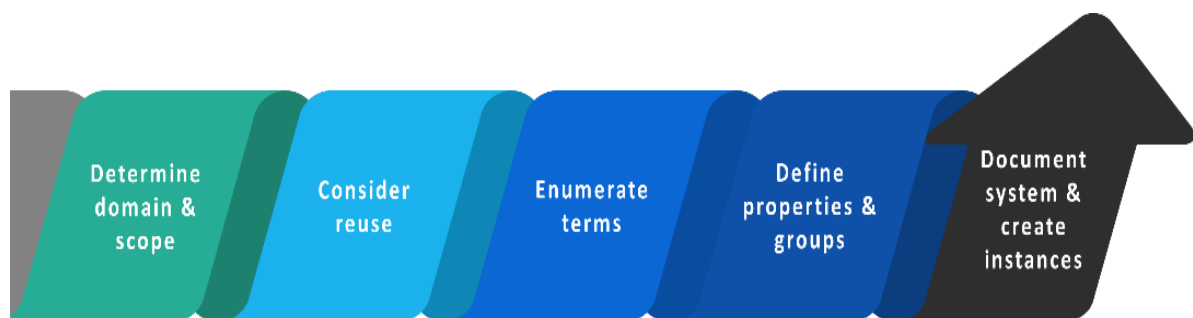 Determine
domain &
scope
Consider
reuse
Enumerate
terms
Define
properties &
groups
Document
system &
create
instances